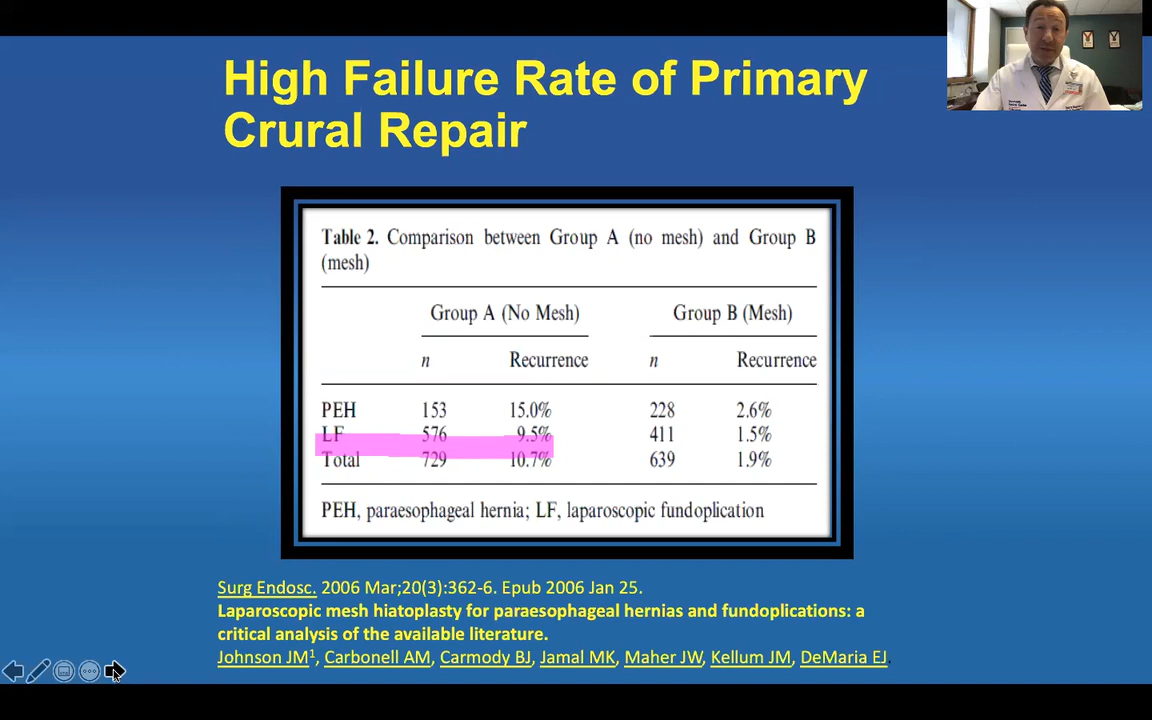 High Failure Rate of Primary
Crural Repair
Table 2. Comparison between Group A (no mesh) and Group B
(mesh)
Group A (No Mesh) Group B (Mesh)
n Recurrence n Recurrence
PEH 153 15.0% 228 2.6%
LF 576 9.5% 411 1.5%
Total 729 10.7% 639 1.9%
PEH, paraesophageal hernia; LF, laparoscopic fundoplication
Surg Endosc. 2006 Mar;20(3):362-6. Epub 2006 Jan 25.
Laparoscopic mesh hiatoplasty for paraesophageal hernias and fundoplications: a
critical analysis of the available literature.
Johnson JM1, Carbonell AM, Carmody BJ, Jamal MK, Maher JW, Kellum JM, DeMaria EJ.